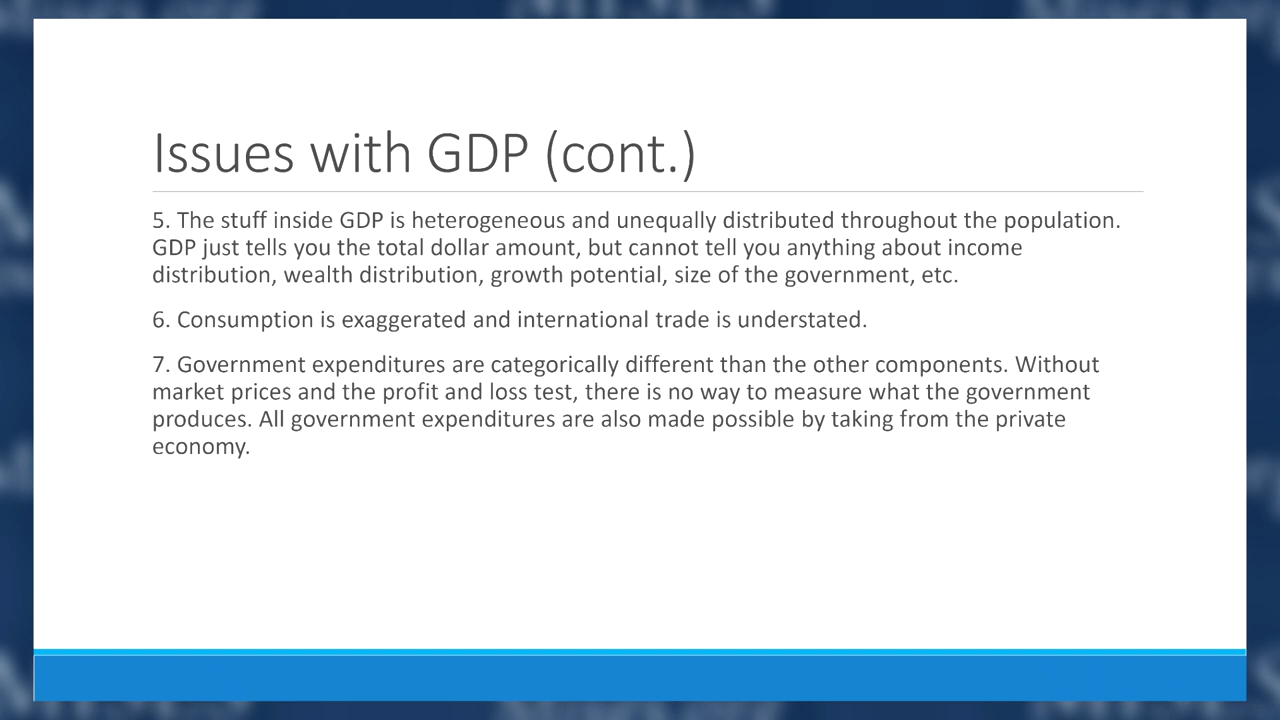 Issues with GDP (cont.)
5. The stuff inside GDP is heterogeneous and unequally distributed throughout the population.
GDP just tells you the total dollar amount, but cannot tell you anything about income
distribution, wealth distribution, growth potential, size of the government, etc.
6. Consumption is exaggerated and international trade is understated.
7. Government expenditures are categorically different than the other components. Without
market prices and the profit and loss test, there is no way to measure what the government
produces. All government expenditures are also made possible by taking from the private
economy.